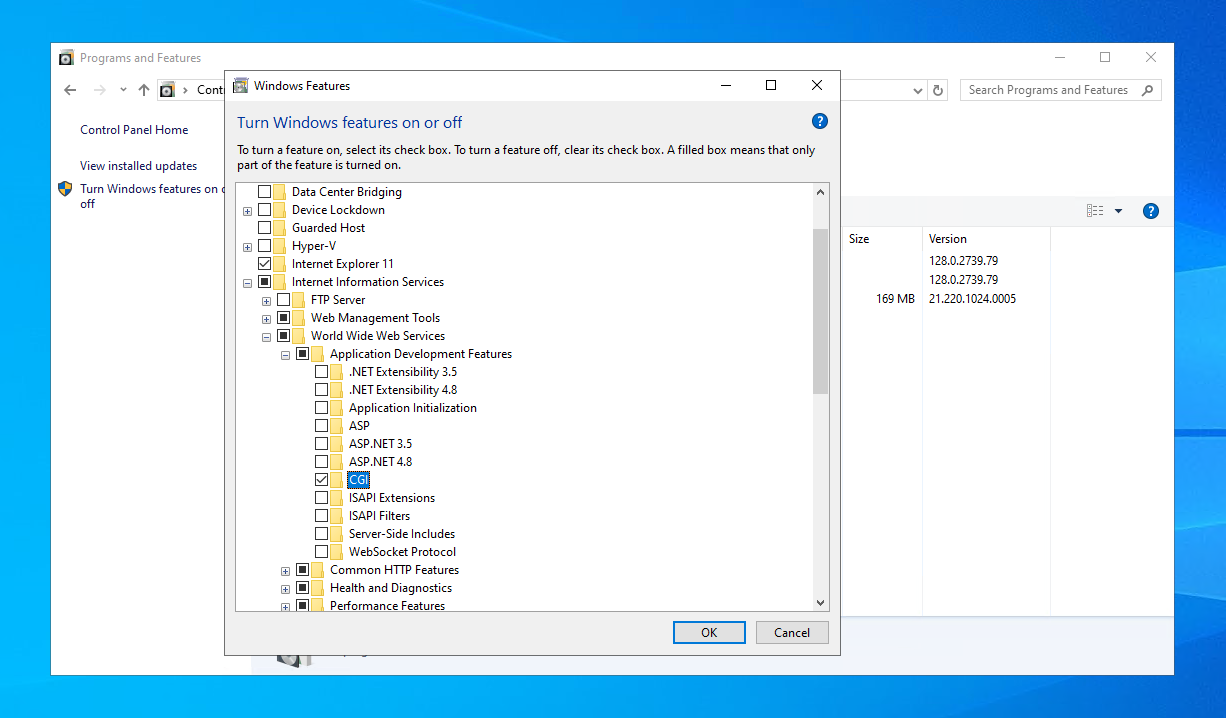 Programs and Features
Windows Features
Search Programs and Features
Control Panel Home
View installed updates
Turn Windows features on
off
Turn Windows features on or off
?
To turn a feature on, select its check box. To turn a feature off, clear its check box. A filled box means that only
part of the feature is turned on.
Data Center Bridging
Device Lockdown
Guarded Host
Hyper-V
Internet Explorer 11
Internet Information Services
FTP Server
Web Management Tools
World Wide Web Services
Application Development Features
.NET Extensibility 3.5
.NET Extensibility 4.8
Application Initialization
ASP
ASP.NET 3.5
ASP.NET 4.8
CGI
ISAPI Extensions
ISAPI Filters
Server-Side Includes
WebSocket Protocol
Common HTTP Features
Health and Diagnostics
Performance Features
OK
Cancel
?
Size
Version
128.0.2739.79
128.0.2739.79
169 MB
21.220.1024.0005